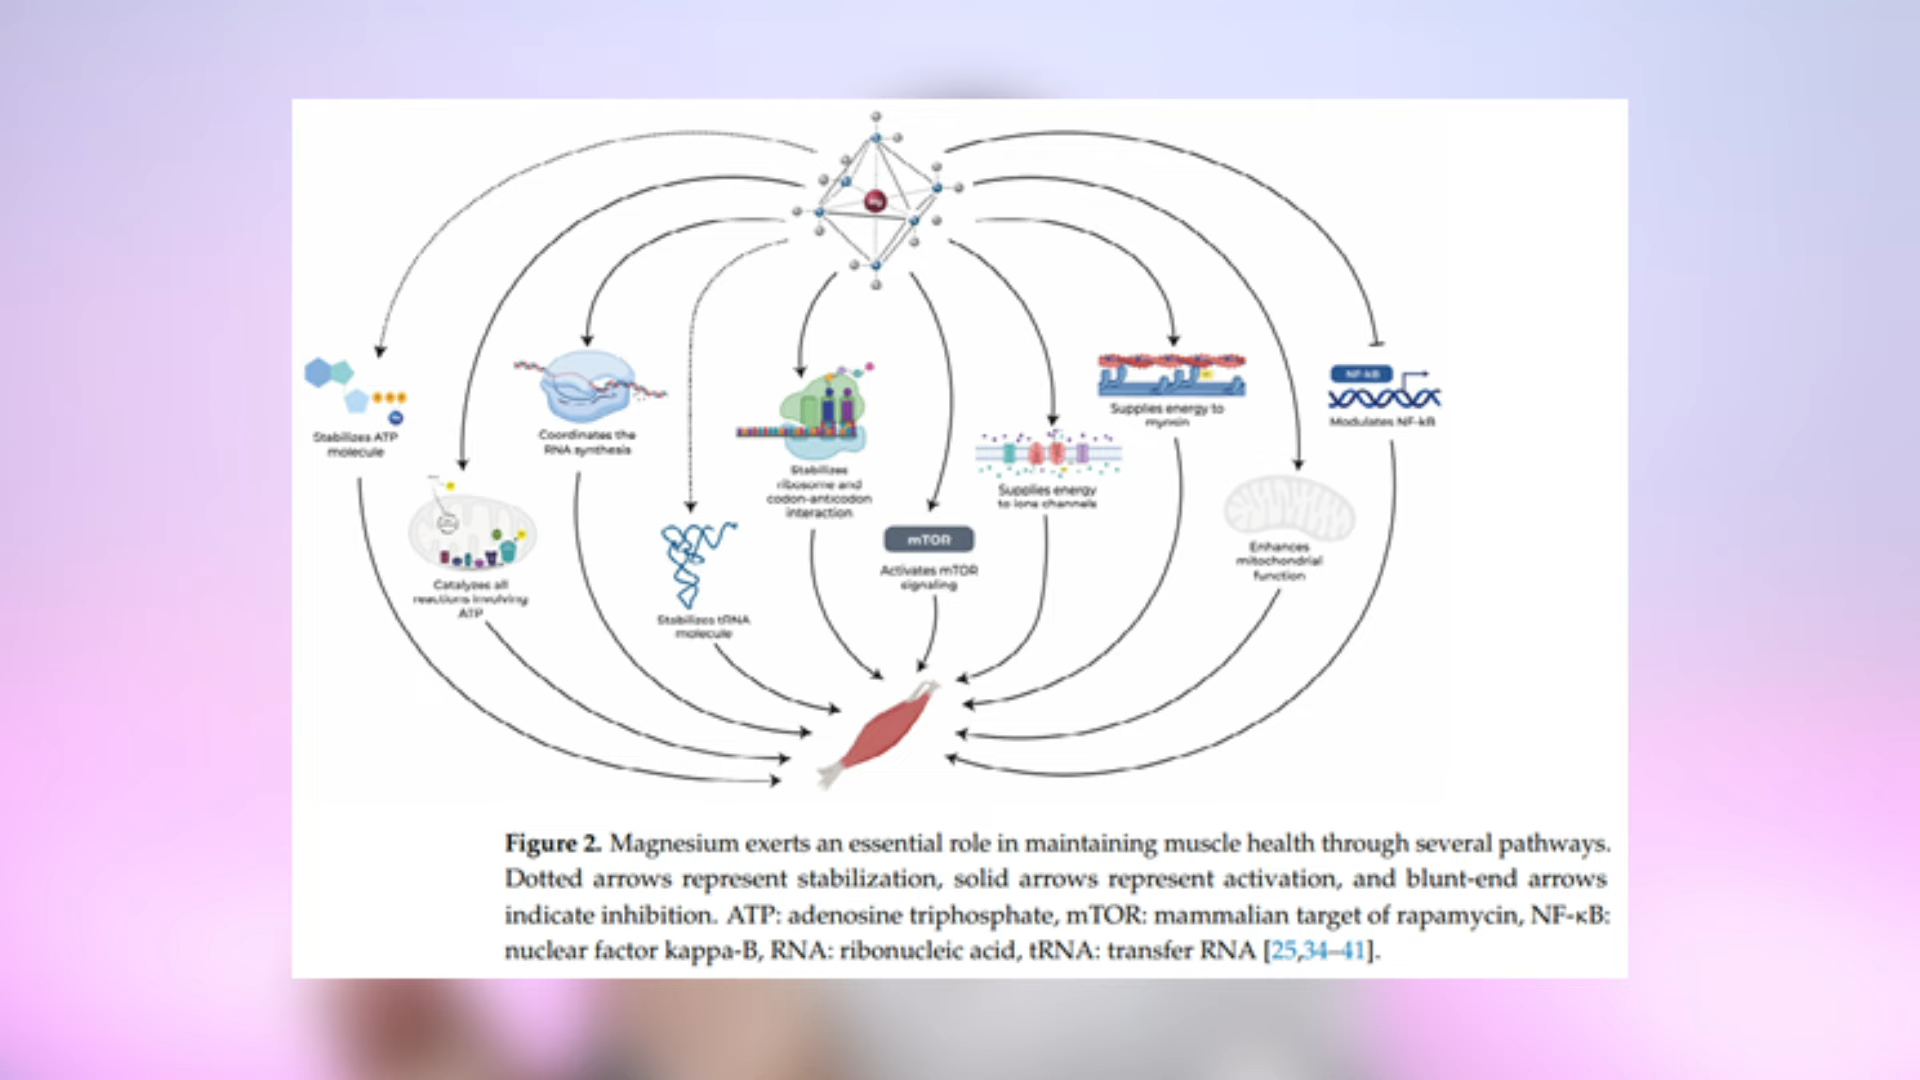 Mg
Stabilizes ATP
molecule
Catalyzes all
reactions involving
ATP
Coordinates the
RNA synthesis
Stabilizes tRNA
molecule
Stabilizes
ribosome and
codon-anticodon
interaction
mTOR
Activates mTOR
signaling
Supplies energy
to ions channels
Supplies energy to
myosin
Enhances
mitochondrial
function
NF-kB
Modulates NF-kB
Figure 2. Magnesium exerts an essential role in maintaining muscle health through several pathways.
Dotted arrows represent stabilization, solid arrows represent activation, and blunt-end arrows
indicate inhibition. ATP: adenosine triphosphate, mTOR: mammalian target of rapamycin, NF-κB:
nuclear factor kappa-B, RNA: ribonucleic acid, tRNA: transfer RNA [25,34–41].